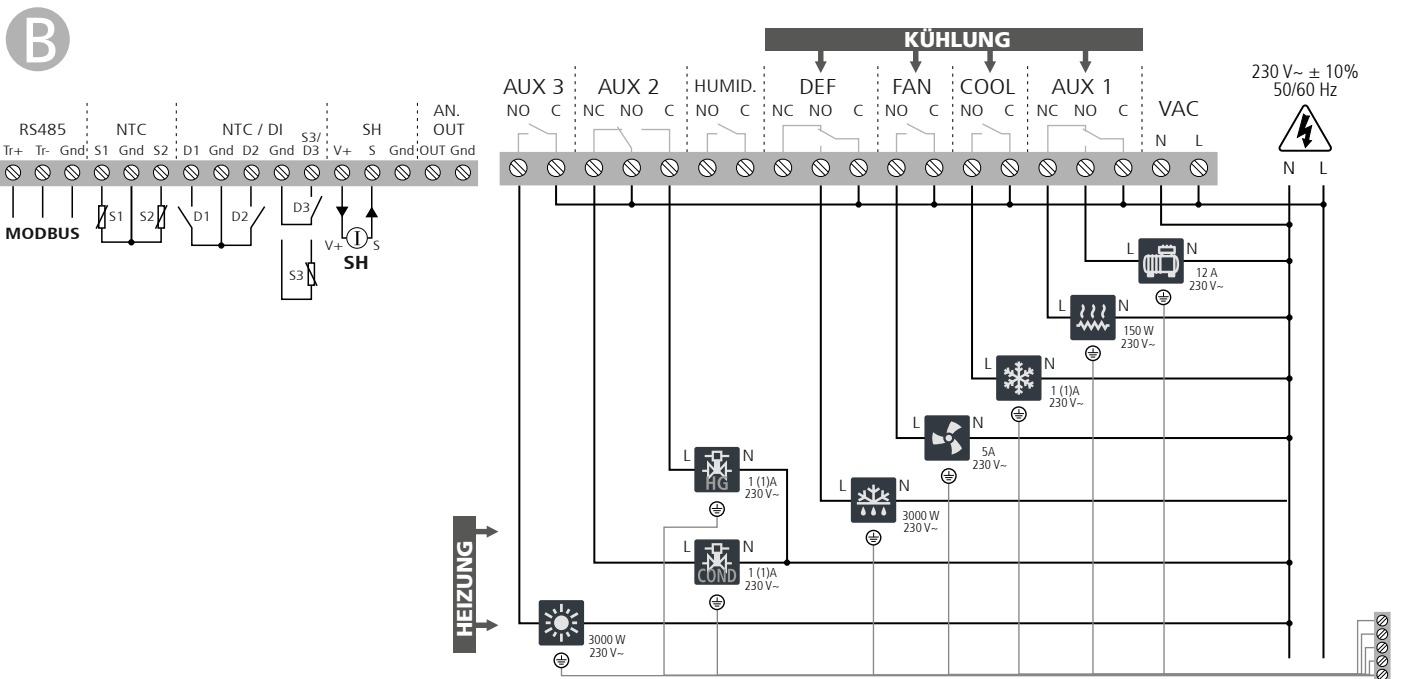 B
KÜHLUNG
AUX 3 AUX 2 HUMID. DEF FAN COOL AUX 1 VAC
NO C NC NO C NO C NC NO C NO C NO C NC NO C N L
230 V~ ± 10%
50/60 Hz
N L
RS485 NTC NTC / DI SH AN. OUT
Tr+ Tr- Gnd S1 Gnd S2 D1 Gnd D2 Gnd S3/D3 V+ S Gnd OUT Gnd
S1 S2 D1 D2 D3
MODBUS
V+ I S
SH
S3
L N
12 A
230 V~
L N
150 W
230 V~
L N
1 (1)A
230 V~
L N
5A
230 V~
L N
HG
1 (1)A
230 V~
L N
3000 W
230 V~
HEIZUNG
L N
COND
1 (1)A
230 V~
3000 W
230 V~